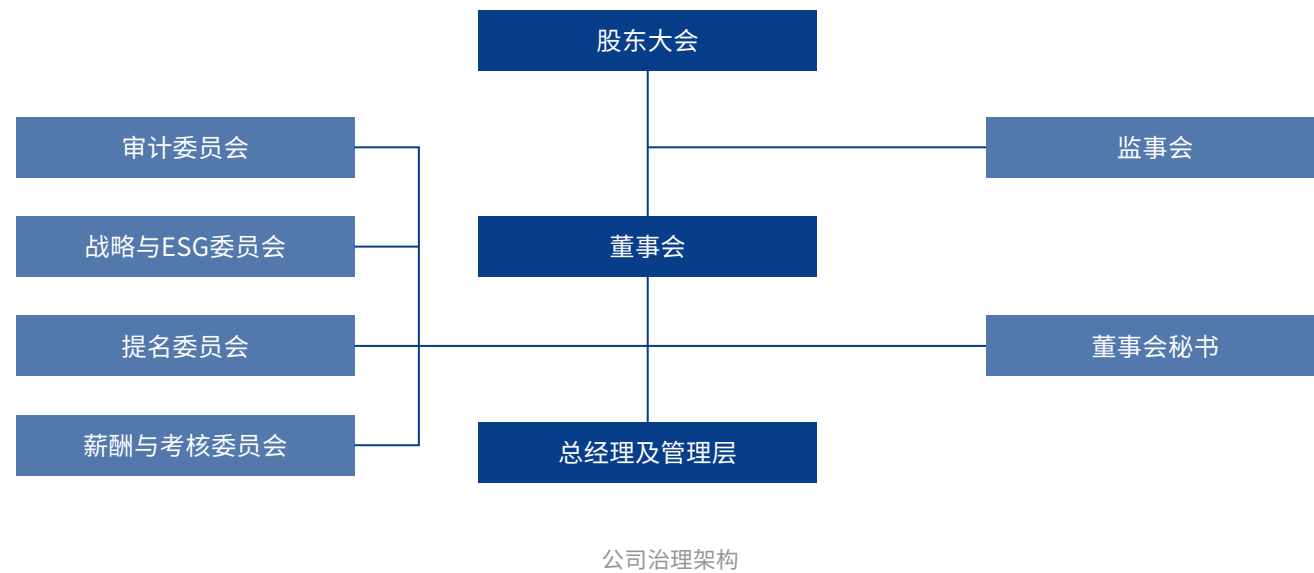 股东大会
审计委员会
监事会
战略与ESG委员会
董事会
提名委员会
董事会秘书
薪酬与考核委员会
总经理及管理层
公司治理架构